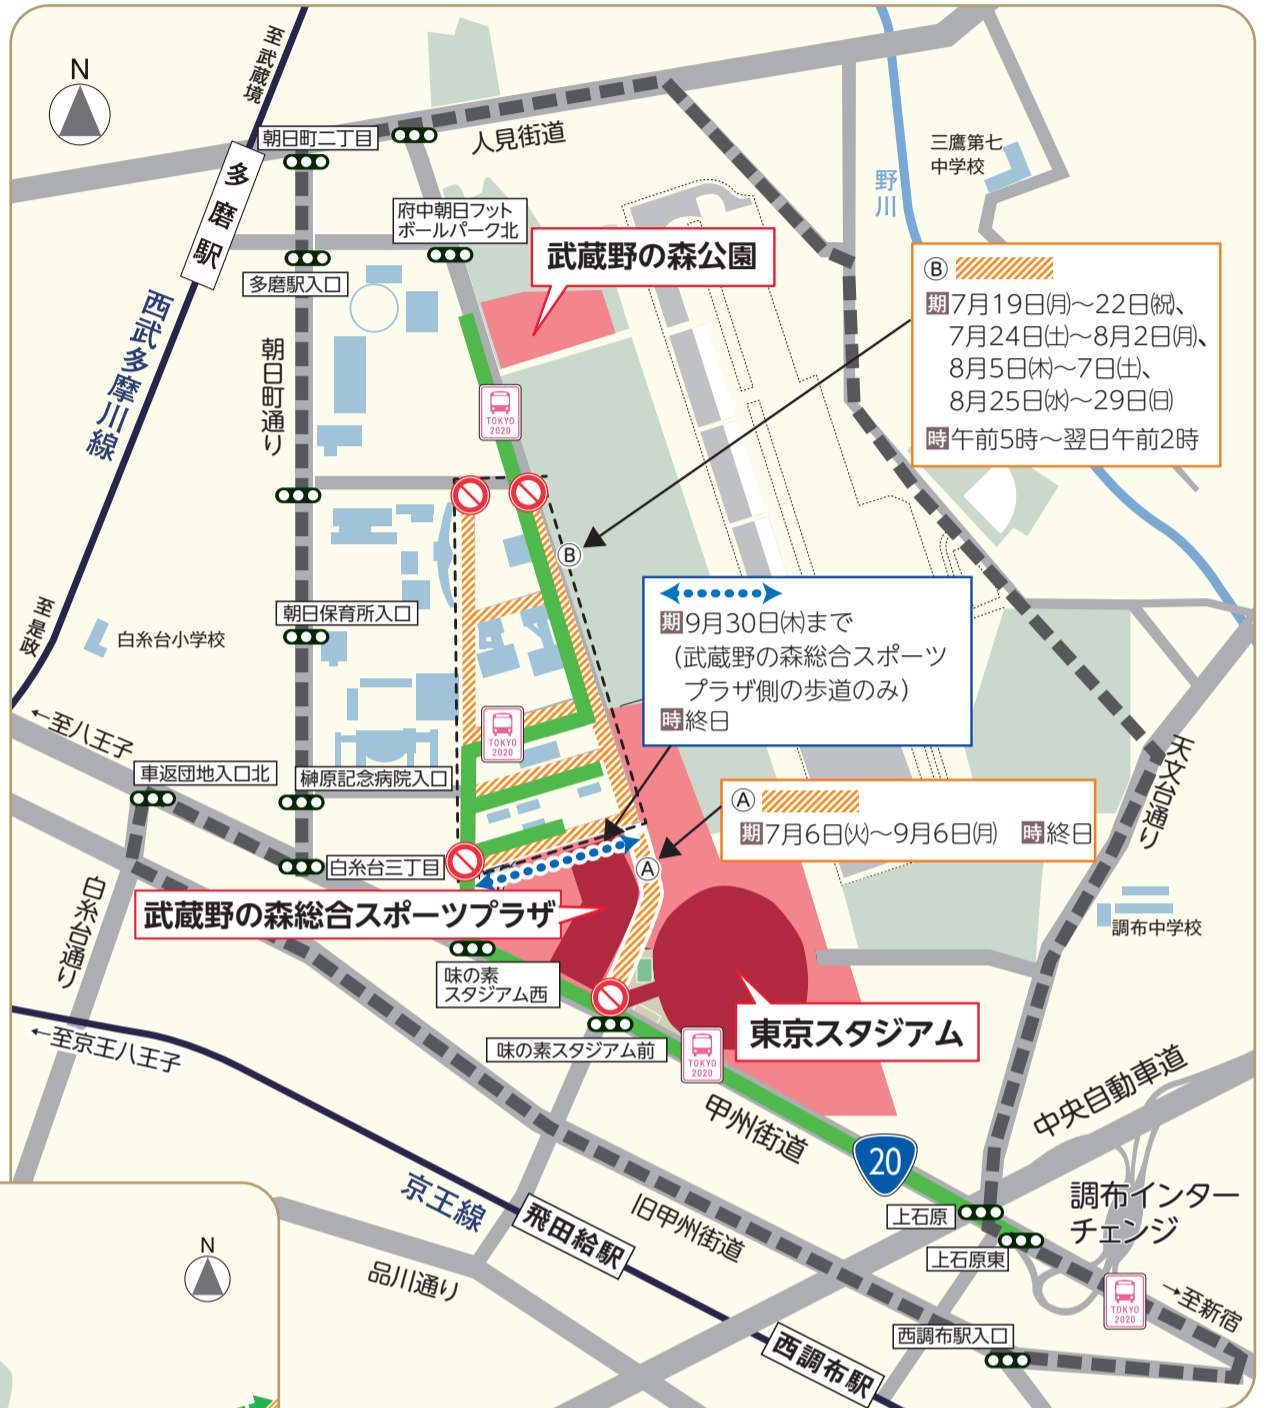 N
至武蔵境
朝日町二丁目
人見街道
三鷹第七
中学校
野川
多磨駅
府中朝日フット
ボールパーク北
武蔵野の森公園
多磨駅入口
Ⓑ
期7月19日㈪～22日㈷、
7月24日㈯～8月2日㈪、
8月5日㈭～7日㈯、
8月25日㈬～29日㈰
時午前5時～翌日午前2時
西武多摩川線
朝日町通り
TOKYO
2020
Ⓑ
期9月30日㈭まで
（武蔵野の森総合スポーツ
プラザ側の歩道のみ）
時終日
至是政
白糸台小学校
朝日保育所入口
TOKYO
2020
←至八王子
車返団地入口北
榊原記念病院入口
天文台通り
Ⓐ
期7月6日㈫～9月6日㈪　時終日
白糸台三丁目
Ⓐ
白糸台通り
武蔵野の森総合スポーツプラザ
調布中学校
味の素
スタジアム西
東京スタジアム
←至京王八王子
味の素スタジアム前
TOKYO
2020
甲州街道
中央自動車道
20
京王線
飛田給駅
旧甲州街道
上石原
調布インター
チェンジ
上石原東
N
品川通り
TOKYO
2020
→至新宿
西調布駅入口
西調布駅